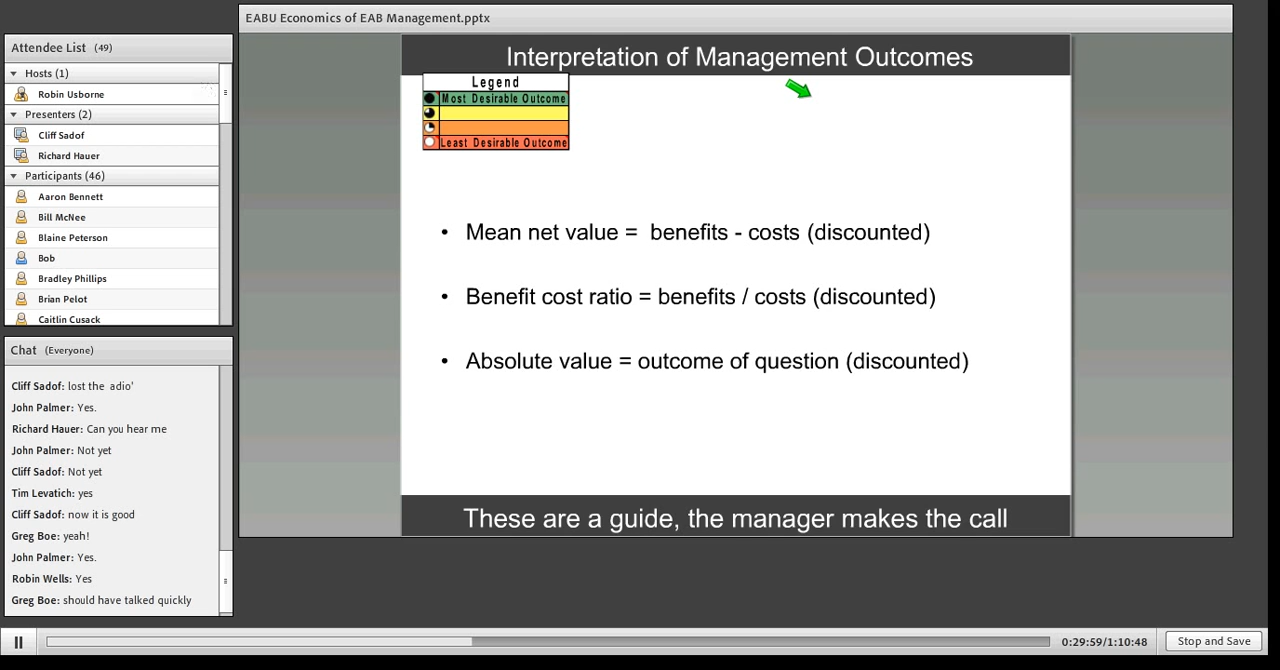 EABU Economics of EAB Management.pptx
Attendee List (49)
Hosts (1)
Robin Usborne
Presenters (2)
Cliff Sadof
Richard Hauer
Participants (46)
Aaron Bennett
Bill McNee
Blaine Peterson
Bob
Bradley Phillips
Brian Pelot
Caitlin Cusack
Chat (Everyone)
Cliff Sadof: lost the adio'
John Palmer: Yes.
Richard Hauer: Can you hear me
John Palmer: Not yet
Cliff Sadof: Not yet
Tim Levatich: yes
Cliff Sadof: now it is good
Greg Boe: yeah!
John Palmer: Yes.
Robin Wells: Yes
Greg Boe: should have talked quickly
Interpretation of Management Outcomes
Legend
Most Desirable Outcome
Least Desirable Outcome
• Mean net value = benefits - costs (discounted)
• Benefit cost ratio = benefits / costs (discounted)
• Absolute value = outcome of question (discounted)
These are a guide, the manager makes the call
0:29:59/1:10:48
Stop and Save